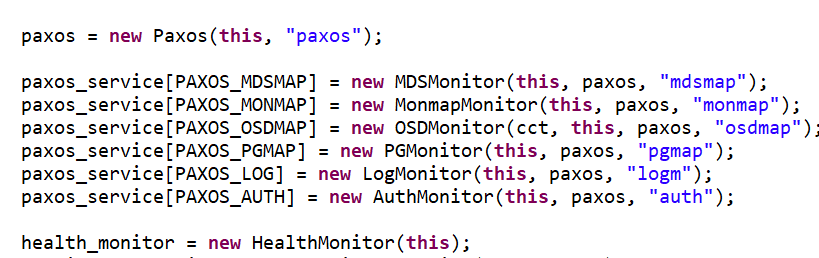 paxos = new Paxos(this, "paxos");
paxos_service[PAXOS_MDSMAP] = new MDSMonitor(this, paxos, "mdsmap");
paxos_service[PAXOS_MONMAP] = new MonmapMonitor(this, paxos, "monmap");
paxos_service[PAXOS_OSDMAP] = new OSDMonitor(cct, this, paxos, "osdmap");
paxos_service[PAXOS_PGMAP] = new PGMonitor(this, paxos, "pgmap");
paxos_service[PAXOS_LOG] = new LogMonitor(this, paxos, "logm");
paxos_service[PAXOS_AUTH] = new AuthMonitor(this, paxos, "auth");
health_monitor = new HealthMonitor(this);